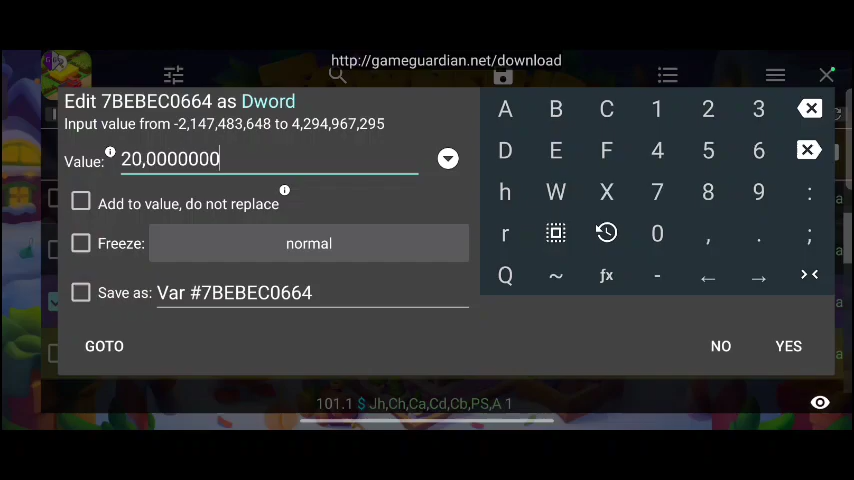 http://gameguardian.net/download
Edit 7BEBEC0664 as Dword
Input value from -2,147,483,648 to 4,294,967,295
Value: 20,0000000
Add to value, do not replace
Freeze: normal
Save as: Var #7BEBEC0664
GOTO NO YES
A B C 1 2 3
D E F 4 5 6
h W X 7 8 9 :
r 0 , . ;
Q ~ ƒx - ← → ><
101.1 $ Jh,Ch,Ca,Cd,Cb,PS,A 1